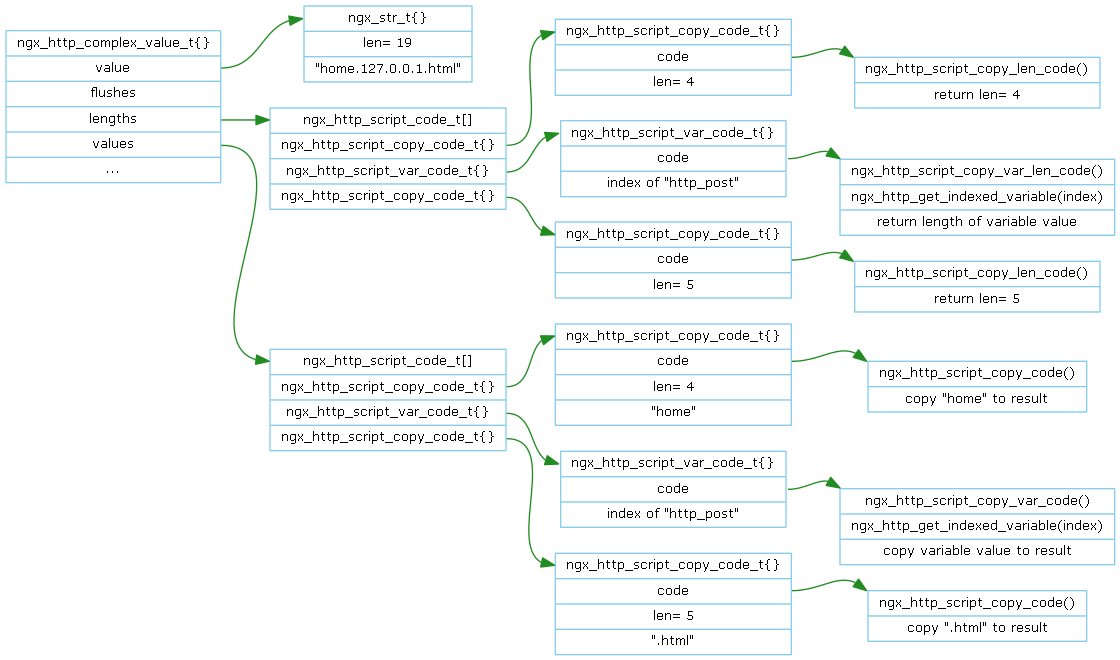 ngx_http_complex_value_t{}
value
flushes
lengths
values
...
ngx_str_t{}
len= 19
"home.127.0.0.1.html"
ngx_http_script_code_t[]
ngx_http_script_copy_code_t{}
ngx_http_script_var_code_t{}
ngx_http_script_copy_code_t{}
ngx_http_script_copy_code_t{}
code
len= 4
ngx_http_script_copy_len_code()
return len= 4
ngx_http_script_var_code_t{}
code
index of "http_post"
ngx_http_script_copy_var_len_code()
ngx_http_get_indexed_variable(index)
return length of variable value
ngx_http_script_copy_code_t{}
code
len= 5
ngx_http_script_copy_len_code()
return len= 5
ngx_http_script_code_t[]
ngx_http_script_copy_code_t{}
ngx_http_script_var_code_t{}
ngx_http_script_copy_code_t{}
ngx_http_script_copy_code_t{}
code
len= 4
"home"
ngx_http_script_copy_code()
copy "home" to result
ngx_http_script_var_code_t{}
code
index of "http_post"
ngx_http_script_copy_var_code()
ngx_http_get_indexed_variable(index)
copy variable value to result
ngx_http_script_copy_code_t{}
code
len= 5
".html"
ngx_http_script_copy_code()
copy ".html" to result